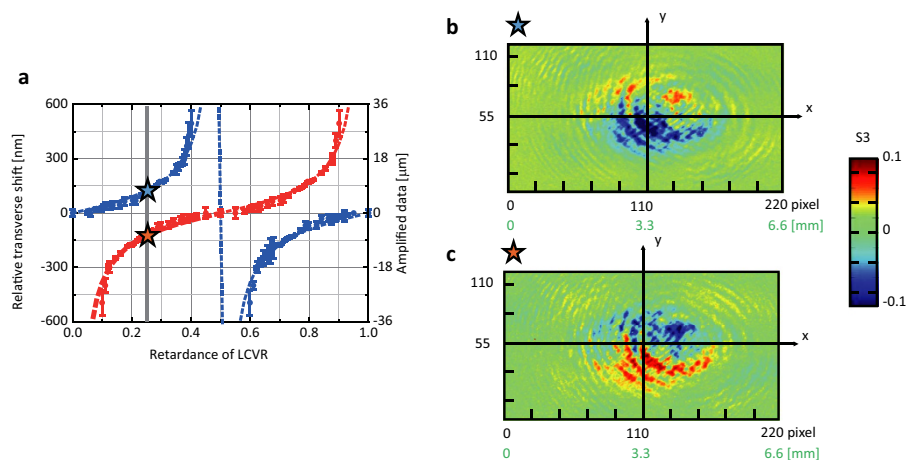 a
600
300
0
-300
-600
Relative transverse shift [nm]
36
18
0
-18
-36
Amplified data [µm]
0.0
0.2
0.4
0.6
0.8
1.0
Retardance of LCVR
b
y
110
55
x
0
110
220 pixel
0
3.3
6.6 [mm]
c
y
110
55
x
0
110
220 pixel
0
3.3
6.6 [mm]
S3
0.1
0
-0.1